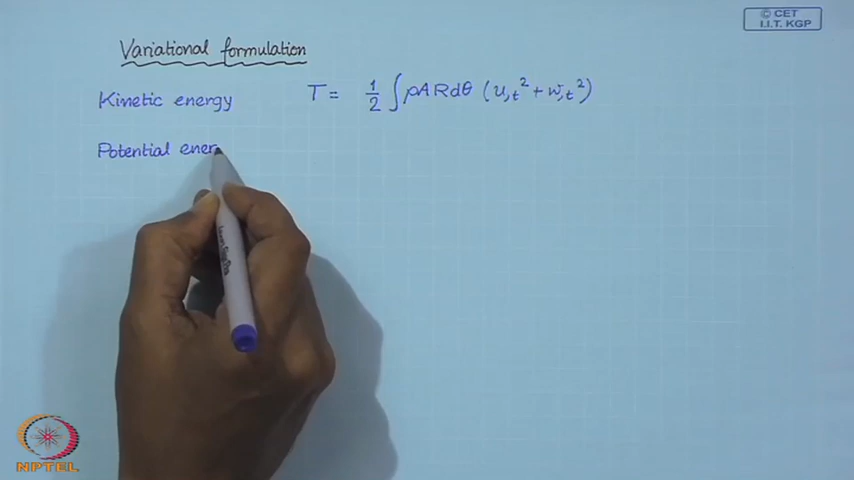 © CET
I.I.T. KGP
Variational formulation
Kinetic energy T = 1/2 ∫ρARdθ (u,t² + w,t²)
Potential ener
NPTEL